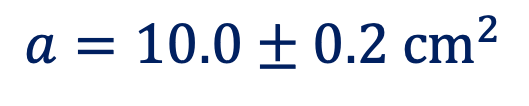 a = 10.0 ± 0.2 cm²